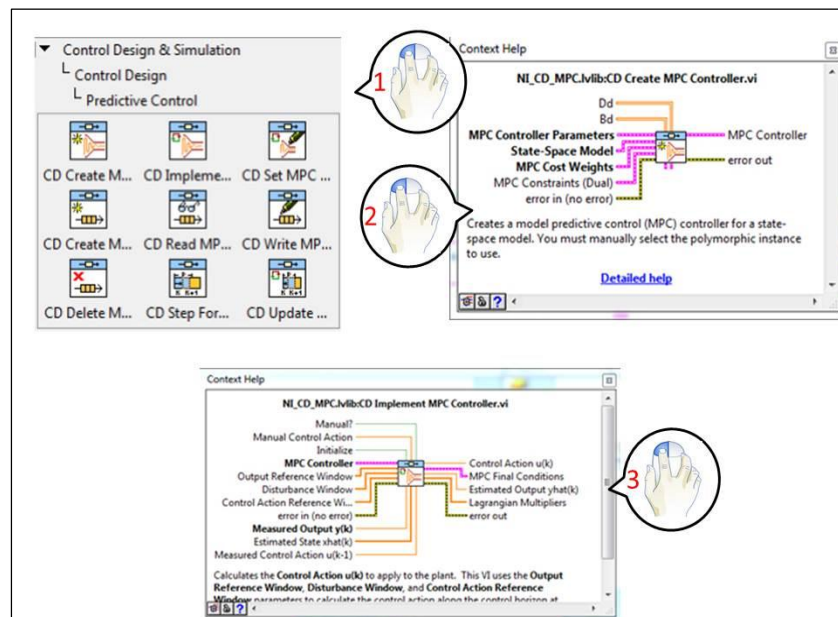 Control Design & Simulation
Control Design
Predictive Control
CD Create M...
CD Impleme...
CD Set MPC ...
CD Create M...
CD Read MP...
CD Write MP...
CD Delete M...
CD Step For...
CD Update ...
1
Context Help
NI_CD_MPC.lvlib:CD Create MPC Controller.vi
Dd
Bd
MPC Controller Parameters
State-Space Model
MPC Cost Weights
MPC Constraints (Dual)
error in (no error)
MPC Controller
error out
Creates a model predictive control (MPC) controller for a state-
space model. You must manually select the polymorphic instance
to use.
Detailed help
?
2
Context Help
NI_CD_MPC.lvlib:CD Implement MPC Controller.vi
Manual?
Manual Control Action
Initialize
MPC Controller
Output Reference Window
Disturbance Window
Control Action Reference Wi...
error in (no error)
Measured Output y(k)
Estimated State xhat(k)
Measured Control Action u(k-1)
Control Action u(k)
MPC Final Conditions
Estimated Output yhat(k)
Lagrangian Multipliers
error out
Calculates the Control Action u(k) to apply to the plant. This VI uses the Output
Reference Window, Disturbance Window, and Control Action Reference
Window parameters to calculate the control action along the control horizon at
?
3